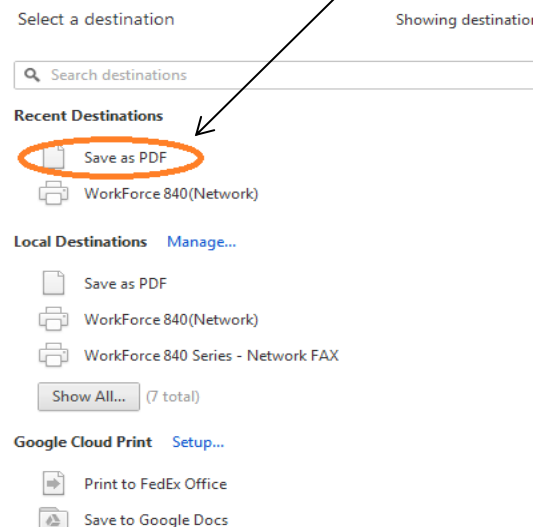 Select a destination Showing destination
Search destinations
Recent Destinations
Save as PDF
WorkForce 840(Network)
Local Destinations Manage...
Save as PDF
WorkForce 840(Network)
WorkForce 840 Series - Network FAX
Show All... (7 total)
Google Cloud Print Setup...
Print to FedEx Office
Save to Google Docs